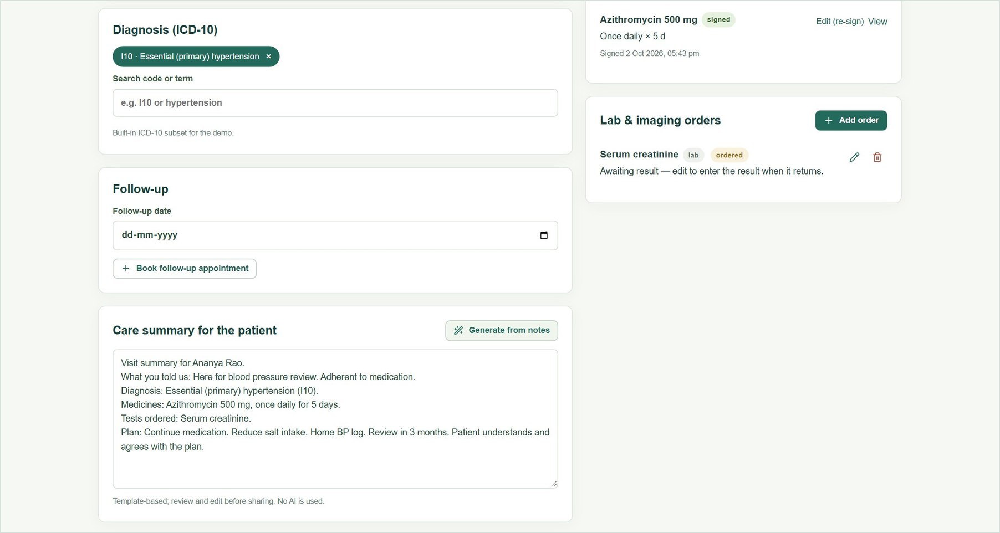 Diagnosis (ICD-10)
I10 · Essential (primary) hypertension ×
Search code or term
e.g. I10 or hypertension
Built-in ICD-10 subset for the demo.
Follow-up
Follow-up date
dd-mm-yyyy
+ Book follow-up appointment
Care summary for the patient
Generate from notes
Visit summary for Ananya Rao.
What you told us: Here for blood pressure review. Adherent to medication.
Diagnosis: Essential (primary) hypertension (I10).
Medicines: Azithromycin 500 mg, once daily for 5 days.
Tests ordered: Serum creatinine.
Plan: Continue medication. Reduce salt intake. Home BP log. Review in 3 months. Patient understands and
agrees with the plan.
Template-based; review and edit before sharing. No AI is used.
Azithromycin 500 mg signed
Edit (re-sign) View
Once daily × 5 d
Signed 2 Oct 2026, 05:43 pm
Lab & imaging orders
+ Add order
Serum creatinine lab ordered
Awaiting result — edit to enter the result when it returns.